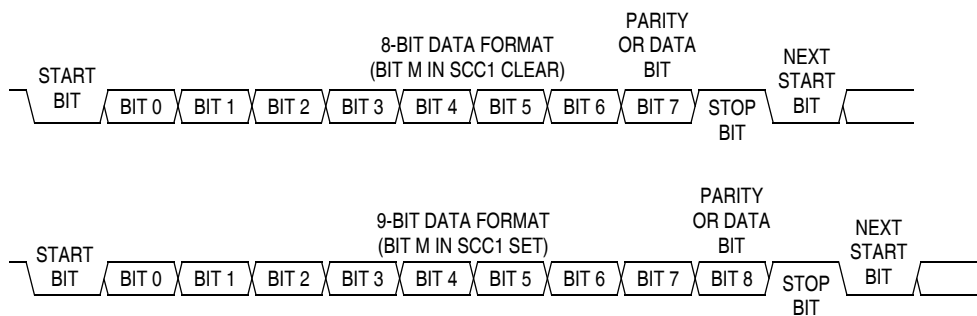 8-BIT DATA FORMAT
(BIT M IN SCC1 CLEAR)
PARITY
OR DATA
BIT
START
BIT
BIT 0
BIT 1
BIT 2
BIT 3
BIT 4
BIT 5
BIT 6
BIT 7
STOP
BIT
NEXT
START
BIT
9-BIT DATA FORMAT
(BIT M IN SCC1 SET)
PARITY
OR DATA
BIT
START
BIT
BIT 0
BIT 1
BIT 2
BIT 3
BIT 4
BIT 5
BIT 6
BIT 7
BIT 8
STOP
BIT
NEXT
START
BIT